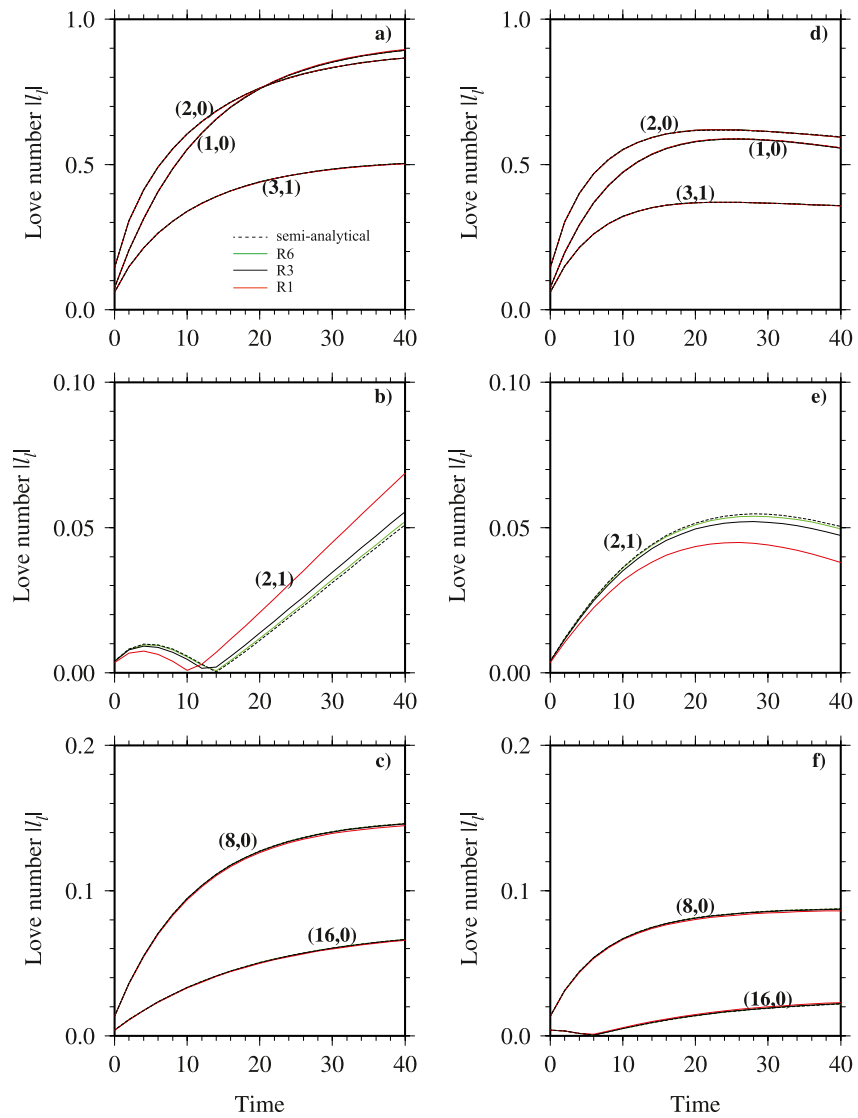 a)
1.0
0.5
0.0
Love number |l_l|
(2,0)
(1,0)
(3,1)
semi-analytical
R6
R3
R1
0 10 20 30 40
d)
1.0
0.5
0.0
Love number |l_l|
(2,0)
(1,0)
(3,1)
0 10 20 30 40
b)
0.10
0.05
0.00
Love number |l_l|
(2,1)
0 10 20 30 40
e)
0.10
0.05
0.00
Love number |l_l|
(2,1)
0 10 20 30 40
c)
0.2
0.1
0.0
Love number |l_l|
(8,0)
(16,0)
0 10 20 30 40
Time
f)
0.2
0.1
0.0
Love number |l_l|
(8,0)
(16,0)
0 10 20 30 40
Time